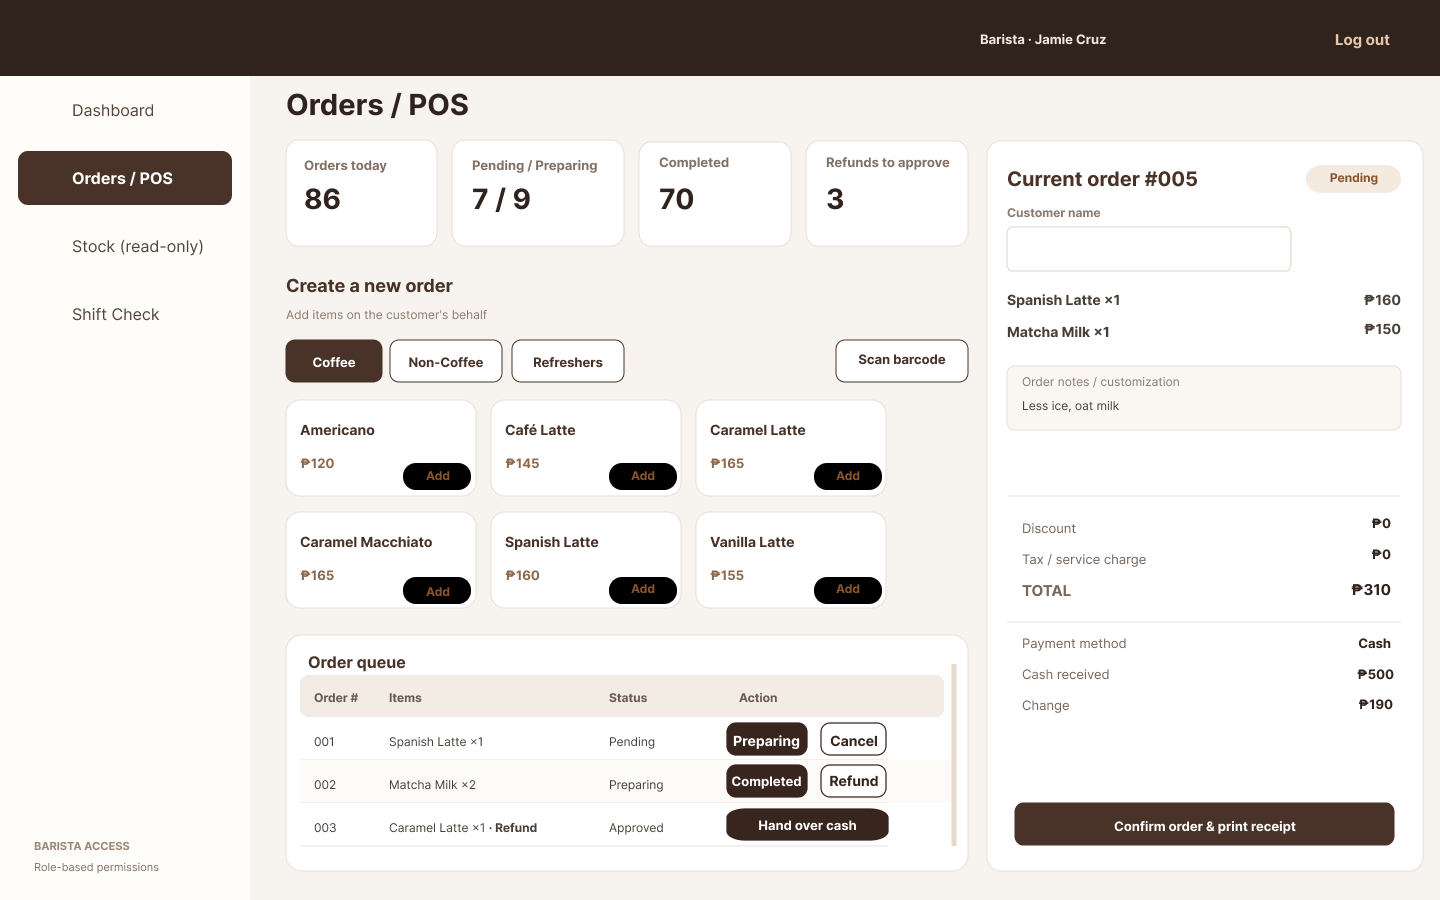 Barista · Jamie Cruz
Log out
Dashboard
Orders / POS
Stock (read-only)
Shift Check
BARISTA ACCESS
Role-based permissions
Orders / POS
Orders today
86
Pending / Preparing
7 / 9
Completed
70
Refunds to approve
3
Create a new order
Add items on the customer's behalf
Coffee
Non-Coffee
Refreshers
Scan barcode
Americano
₱120
Add
Café Latte
₱145
Add
Caramel Latte
₱165
Add
Caramel Macchiato
₱165
Add
Spanish Latte
₱160
Add
Vanilla Latte
₱155
Add
Order queue
Order # Items Status Action
001 Spanish Latte ×1 Pending Preparing Cancel
002 Matcha Milk ×2 Preparing Completed Refund
003 Caramel Latte ×1 · Refund Approved Hand over cash
Current order #005
Pending
Customer name
Spanish Latte ×1 ₱160
Matcha Milk ×1 ₱150
Order notes / customization
Less ice, oat milk
Discount ₱0
Tax / service charge ₱0
TOTAL ₱310
Payment method Cash
Cash received ₱500
Change ₱190
Confirm order & print receipt